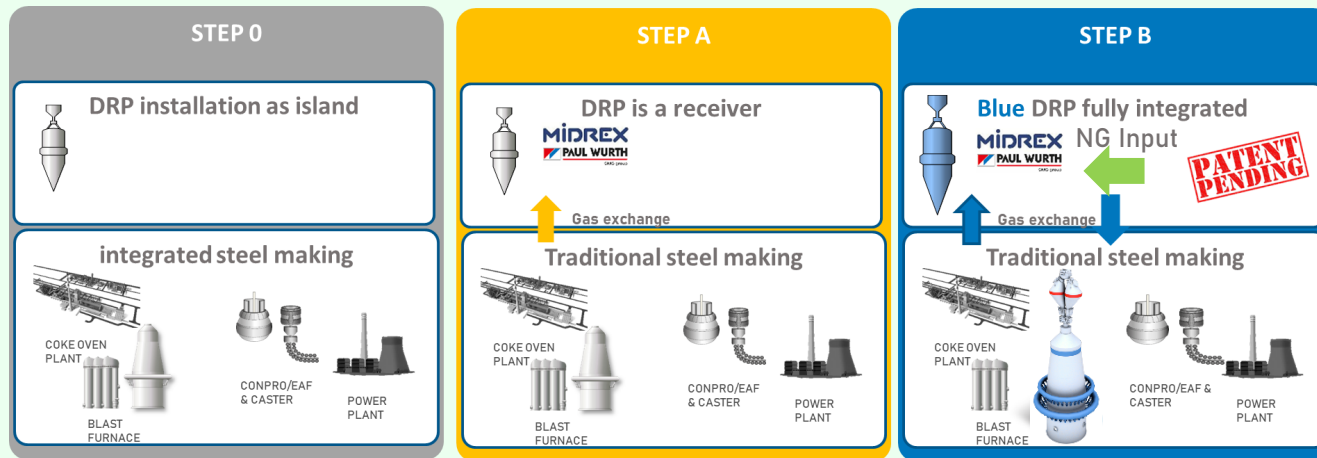 STEP 0
DRP installation as island
integrated steel making
COKE OVEN
PLANT
BLAST
FURNACE
CONPRO/EAF
& CASTER
POWER
PLANT
STEP A
DRP is a receiver
MIDREX
PAUL WURTH
Gas exchange
Traditional steel making
COKE OVEN
PLANT
BLAST
FURNACE
CONPRO/EAF
& CASTER
POWER
PLANT
STEP B
Blue DRP fully integrated
NG Input
MIDREX
PAUL WURTH
PATENT
PENDING
Gas exchange
Traditional steel making
COKE OVEN
PLANT
BLAST
FURNACE
CONPRO/EAF &
CASTER
POWER
PLANT